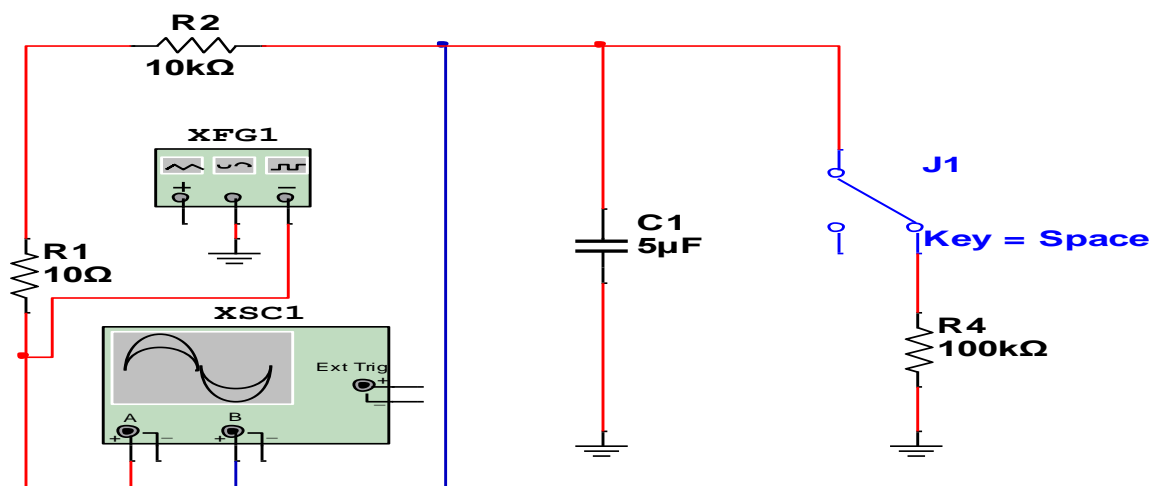 R2
10kΩ
XFG1
+
−
J1
C1
5µF
Key = Space
R1
10Ω
XSC1
R4
100kΩ
Ext Trig
+
−
A
B
+
−
+
−